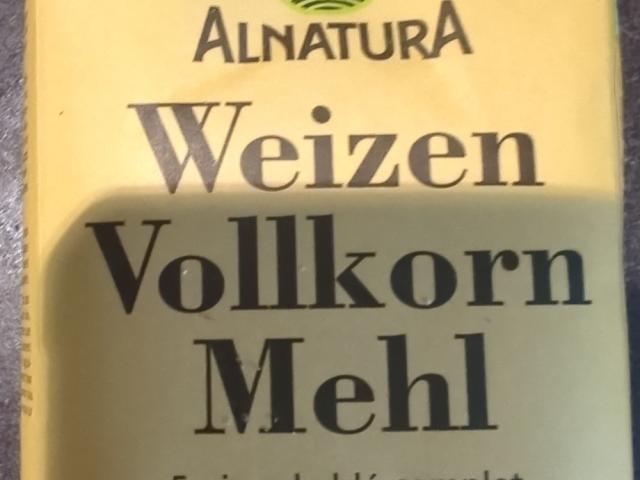 ALNATURA
Weizen
Vollkorn
Mehl